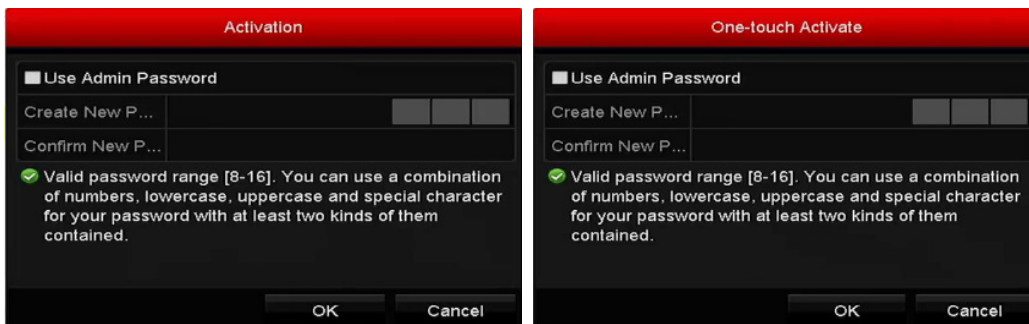 Activation
Use Admin Password
Create New P...
Confirm New P...
Valid password range [8-16]. You can use a combination
of numbers, lowercase, uppercase and special character
for your password with at least two kinds of them
contained.
OK Cancel
One-touch Activate
Use Admin Password
Create New P...
Confirm New P...
Valid password range [8-16]. You can use a combination
of numbers, lowercase, uppercase and special character
for your password with at least two kinds of them
contained.
OK Cancel